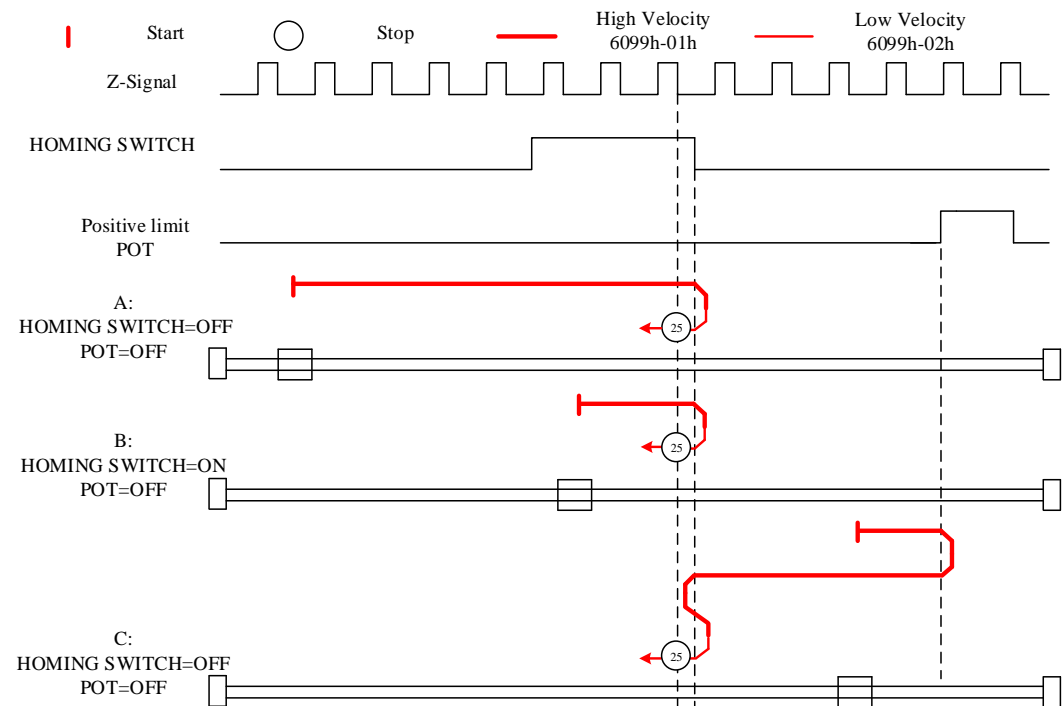 Start
Stop
High Velocity
6099h-01h
Low Velocity
6099h-02h
Z-Signal
HOMING SWITCH
Positive limit
POT
A:
HOMING SWITCH=OFF
POT=OFF
25
B:
HOMING SWITCH=ON
POT=OFF
25
C:
HOMING SWITCH=OFF
POT=OFF
25